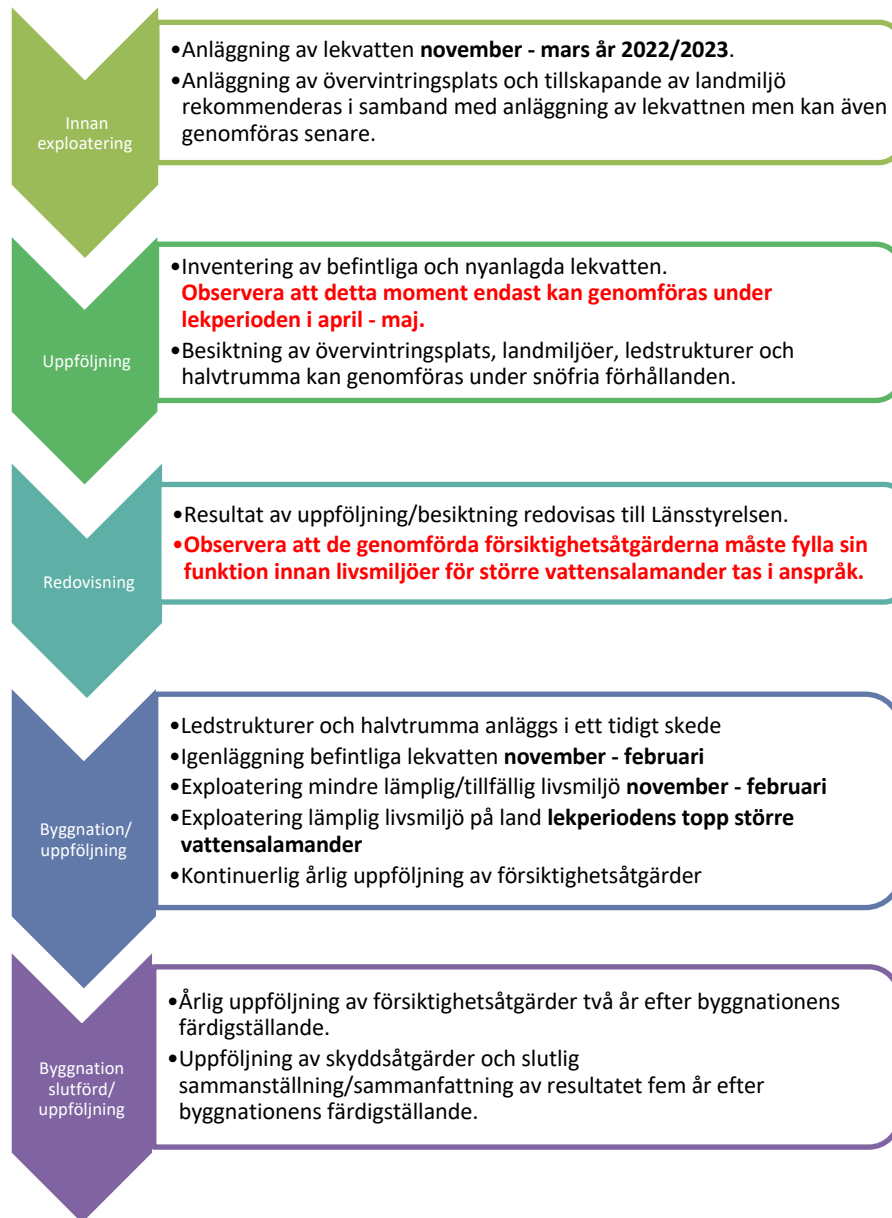 Innan
exploatering
•Anläggning av lekvatten november - mars år 2022/2023.
•Anläggning av övervintringsplats och tillskapande av landmiljö
rekommenderas i samband med anläggning av lekvattnen men kan även
genomföras senare.
Uppföljning
•Inventering av befintliga och nyanlagda lekvatten.
Observera att detta moment endast kan genomföras under
lekperioden i april - maj.
•Besiktning av övervintringsplats, landmiljöer, ledstrukturer och
halvtrumma kan genomföras under snöfria förhållanden.
Redovisning
•Resultat av uppföljning/besiktning redovisas till Länsstyrelsen.
•Observera att de genomförda försiktighetsåtgärderna måste fylla sin
funktion innan livsmiljöer för större vattensalamander tas i anspråk.
Byggnation/
uppföljning
•Ledstrukturer och halvtrumma anläggs i ett tidigt skede
•Igenläggning befintliga lekvatten november - februari
•Exploatering mindre lämplig/tillfällig livsmiljö november - februari
•Exploatering lämplig livsmiljö på land lekperiodens topp större
vattensalamander
•Kontinuerlig årlig uppföljning av försiktighetsåtgärder
Byggnation
slutförd/
uppföljning
•Årlig uppföljning av försiktighetsåtgärder två år efter byggnationens
färdigställande.
•Uppföljning av skyddsåtgärder och slutlig
sammanställning/sammanfattning av resultatet fem år efter
byggnationens färdigställande.